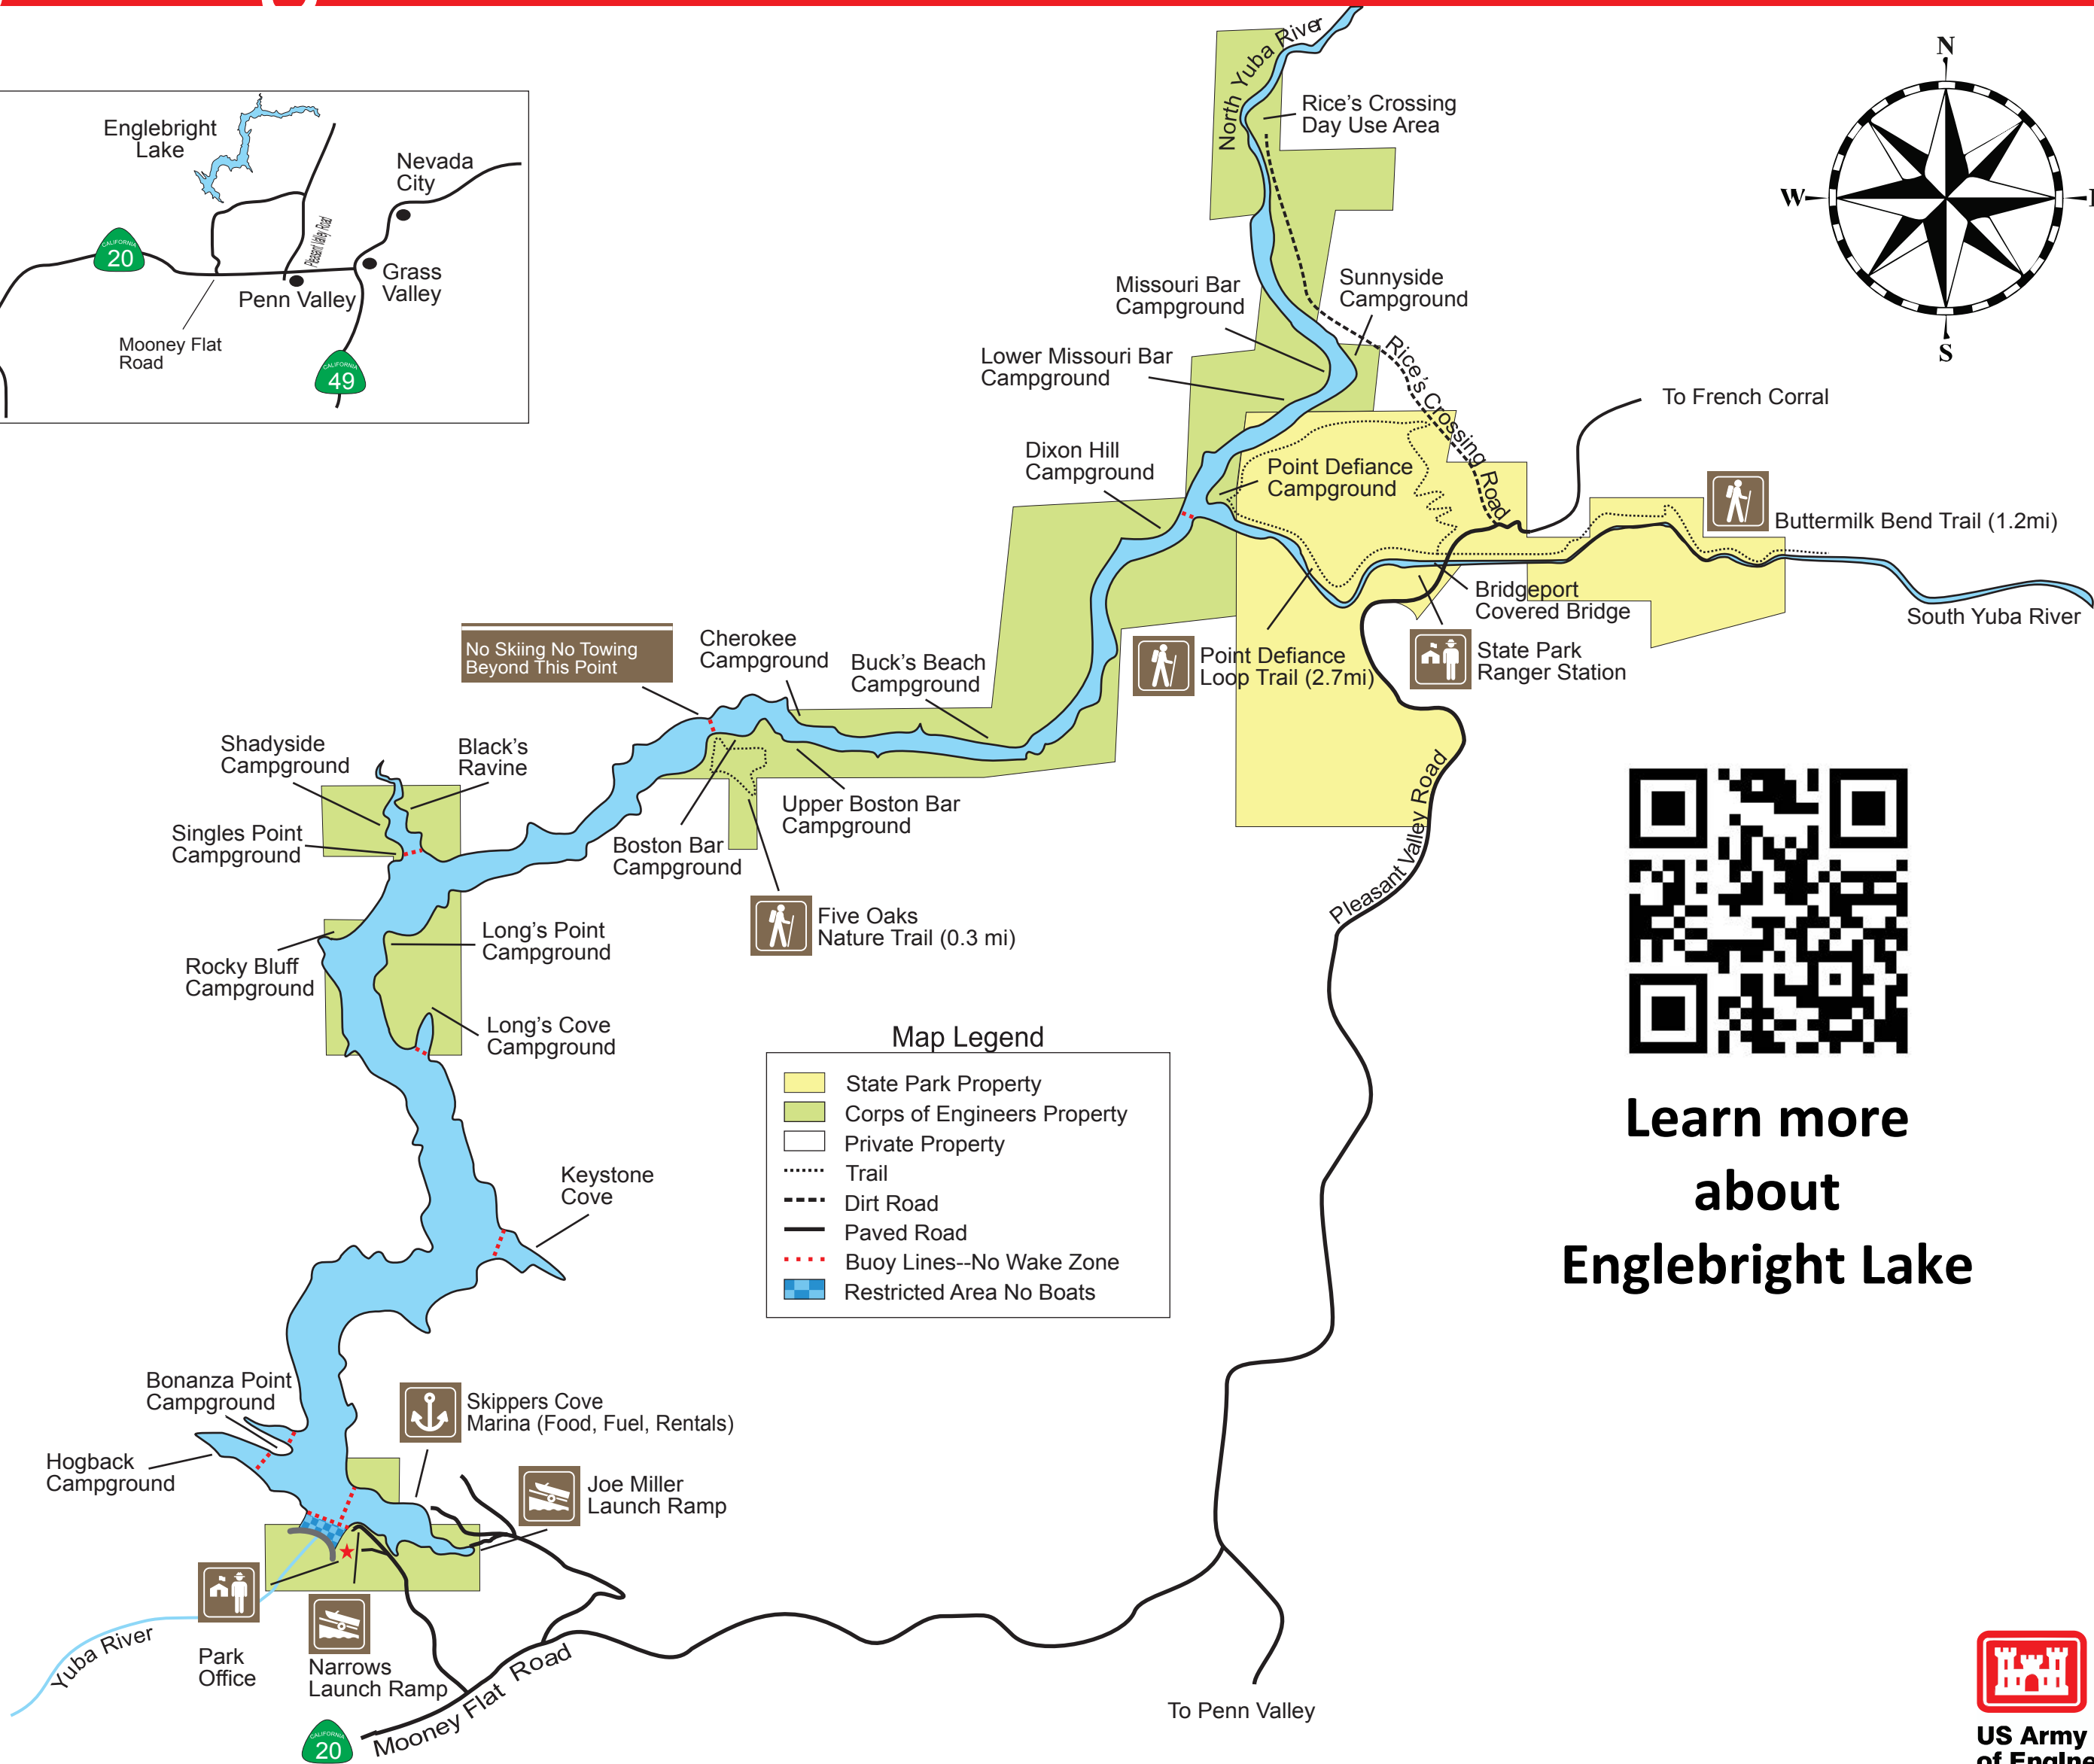 Englebright
Lake
Nevada
City
CALIFORNIA
20
Pleasant Valley Road
Grass
Valley
Penn Valley
Mooney Flat
Road
CALIFORNIA
49
North Yuba River
Rice's Crossing
Day Use Area
N
W
S
Missouri Bar
Campground
Sunnyside
Campground
Lower Missouri Bar
Campground
Rice's Crossing Road
To French Corral
Dixon Hill
Campground
Point Defiance
Campground
Buttermilk Bend Trail (1.2mi)
Bridgeport
Covered Bridge
South Yuba River
State Park
Ranger Station
Point Defiance
Loop Trail (2.7mi)
No Skiing No Towing
Beyond This Point
Cherokee
Campground
Buck's Beach
Campground
Shadyside
Campground
Black's
Ravine
Singles Point
Campground
Upper Boston Bar
Campground
Boston Bar
Campground
Pleasant Valley Road
Five Oaks
Nature Trail (0.3 mi)
Long's Point
Campground
Rocky Bluff
Campground
Long's Cove
Campground
Map Legend
State Park Property
Corps of Engineers Property
Private Property
Trail
Dirt Road
Paved Road
Buoy Lines--No Wake Zone
Restricted Area No Boats
Learn more
about
Englebright Lake
Keystone
Cove
Bonanza Point
Campground
Skippers Cove
Marina (Food, Fuel, Rentals)
Hogback
Campground
Joe Miller
Launch Ramp
Yuba River
Park
Office
Narrows
Launch Ramp
Mooney Flat Road
CALIFORNIA
20
To Penn Valley
US Army